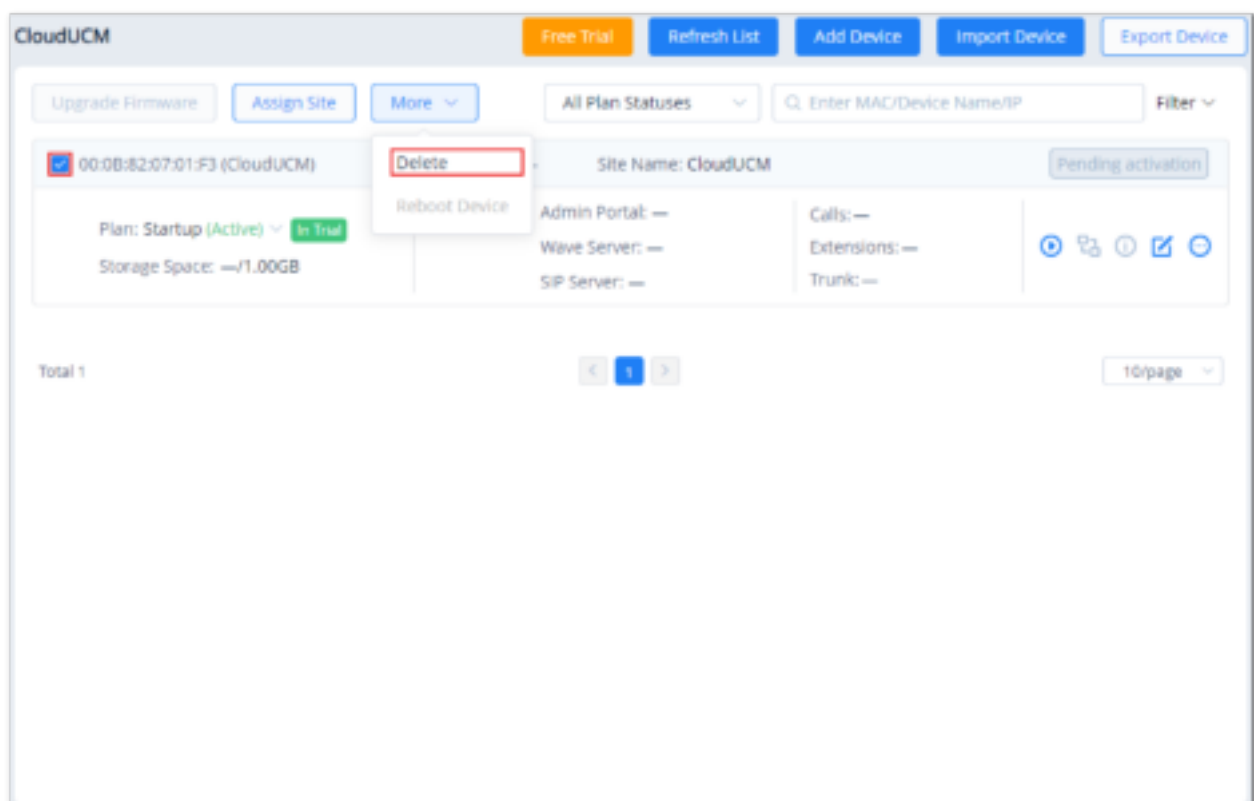 CloudUCM Free Trial Refresh List Add Device Import Device Export Device
Upgrade Firmware Assign Site More All Plan Statuses Enter MAC/Device Name/IP Filter
00:0B:82:07:01:F3 (CloudUCM) Delete - Site Name: CloudUCM Pending activation
Reboot Device
Plan: Startup (Active) In Trial
Storage Space: —/1.00GB
Admin Portal: —
Wave Server: —
SIP Server: —
Calls: —
Extensions: —
Trunk: —
Total 1 < 1 > 10/page